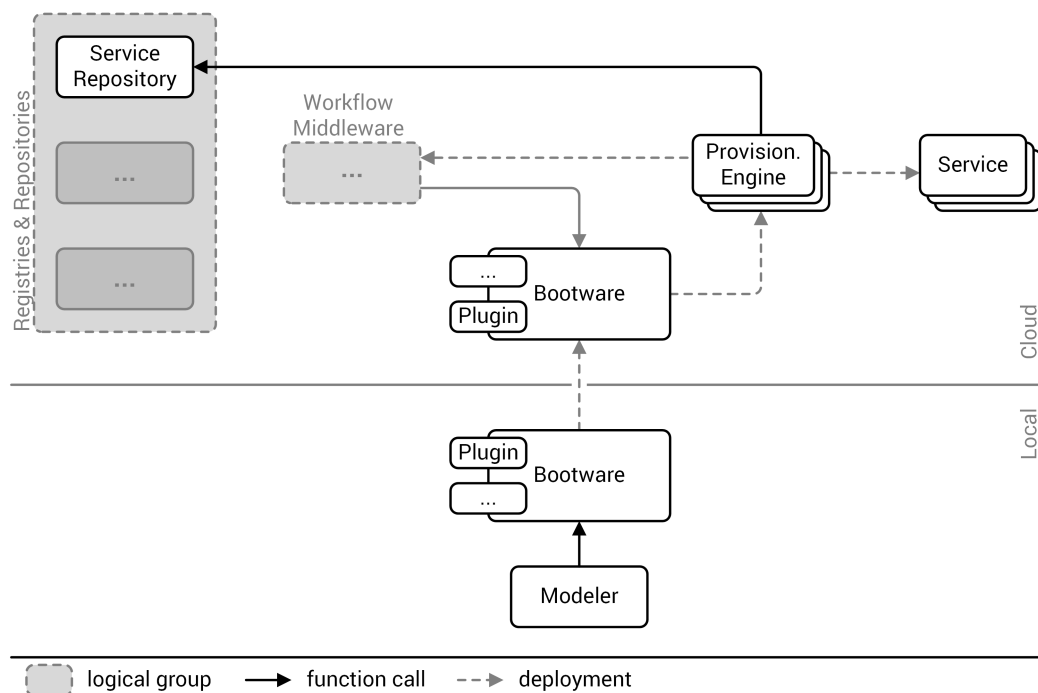 Service
Repository
Registries & Repositories
...
...
Workflow
Middleware
...
Provision.
Engine
Service
...
Bootware
Plugin
Cloud
Local
Plugin
Bootware
...
Modeler
logical group
function call
deployment